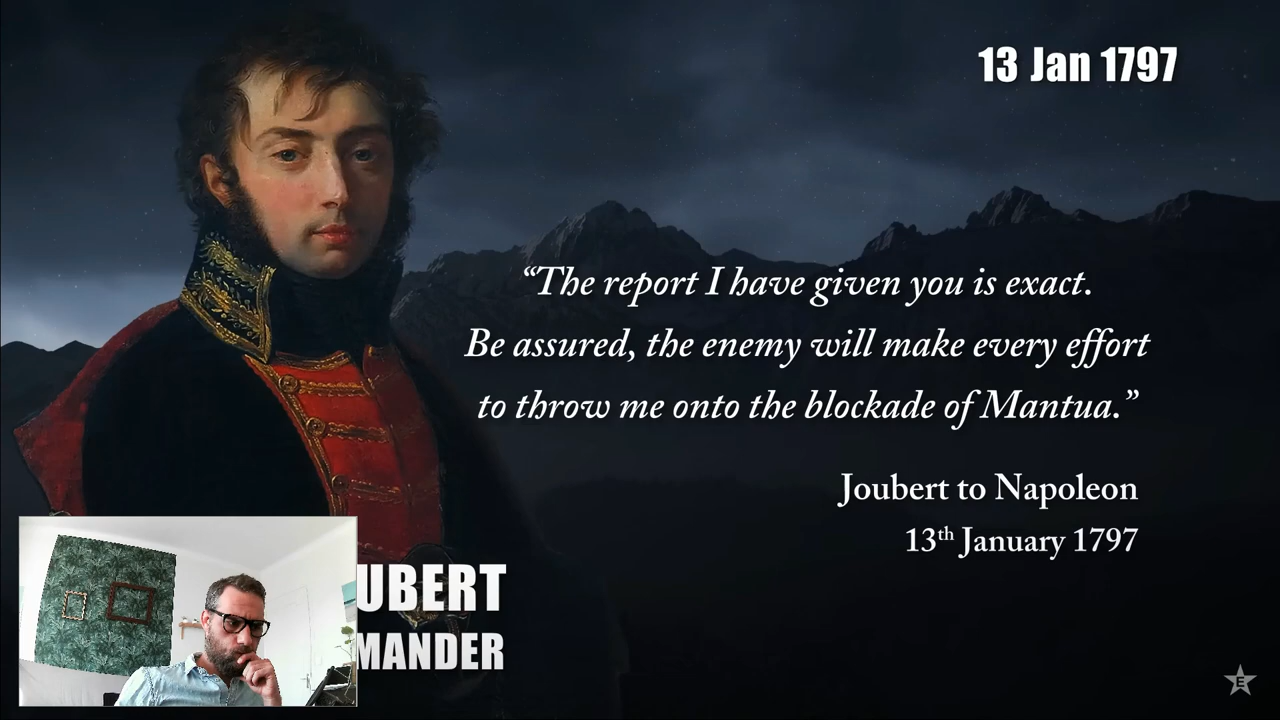 13 Jan 1797
“The report I have given you is exact.
Be assured, the enemy will make every effort
to throw me onto the blockade of Mantua.”
Joubert to Napoleon
13th January 1797
UBERT
MANDER
E